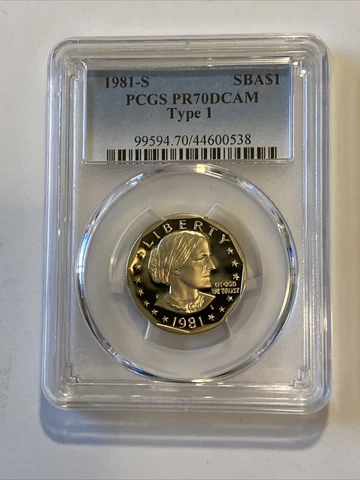 1981-S SBA$1
PCGS PR70DCAM
Type 1
99594.70/44600538
LIBERTY
IN GOD
WE TRUST
S
1981